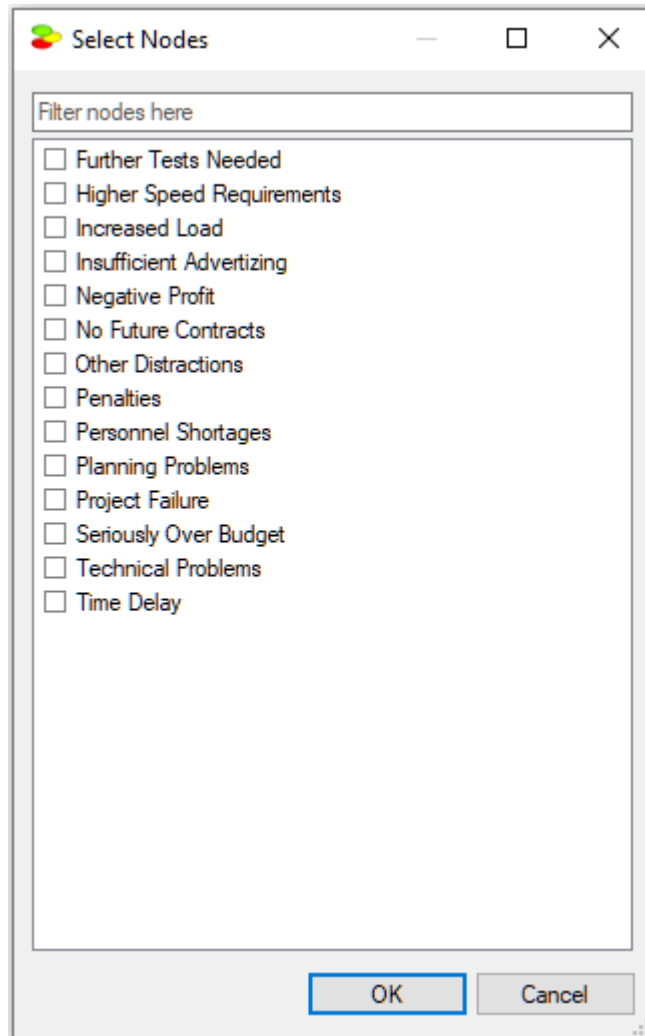 Select Nodes
Filter nodes here
Further Tests Needed
Higher Speed Requirements
Increased Load
Insufficient Advertizing
Negative Profit
No Future Contracts
Other Distractions
Penalties
Personnel Shortages
Planning Problems
Project Failure
Seriously Over Budget
Technical Problems
Time Delay
OK Cancel